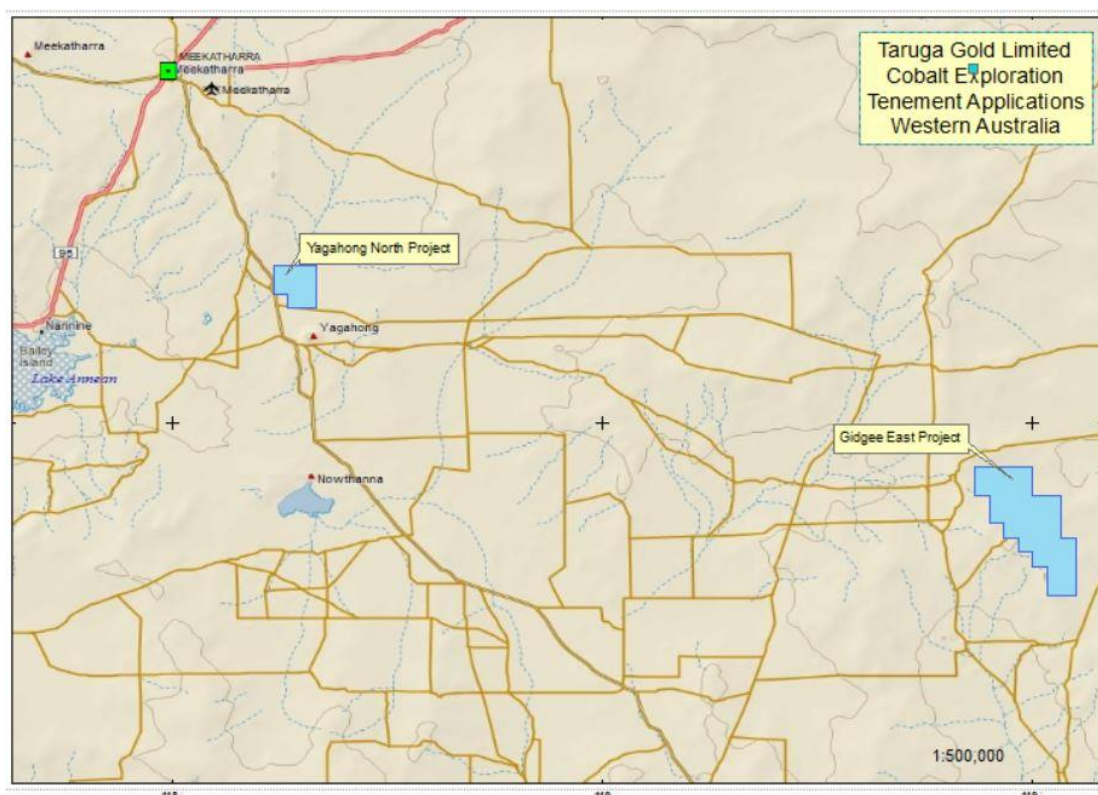 Taruga Gold Limited
Cobalt Exploration
Tenement Applications
Western Australia
Meekatharra
MEEKATHARRA
Meekatharra
Meekatharra
Yagahong North Project
95
Nannine
Yagahong
Bailey
Island
Lake Annean
Gidgee East Project
Nowthanna
1:500,000